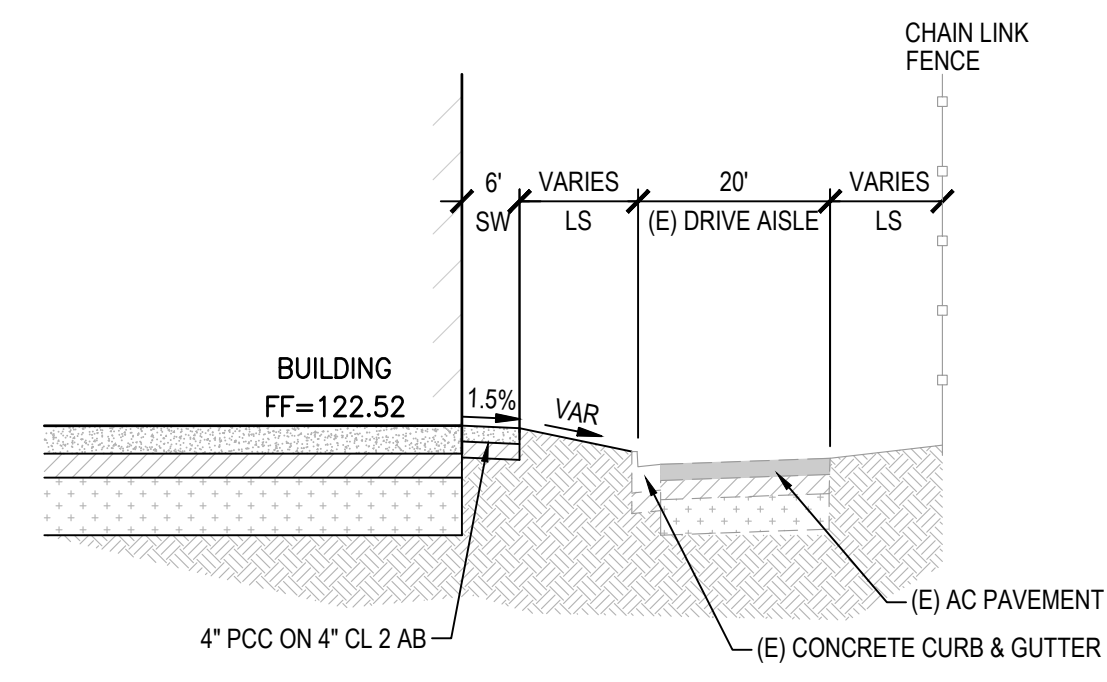 CHAIN LINK
FENCE
6' VARIES 20' VARIES
SW LS (E) DRIVE AISLE LS
BUILDING
FF=122.52
1.5%
VAR
(E) AC PAVEMENT
4" PCC ON 4" CL 2 AB
(E) CONCRETE CURB & GUTTER